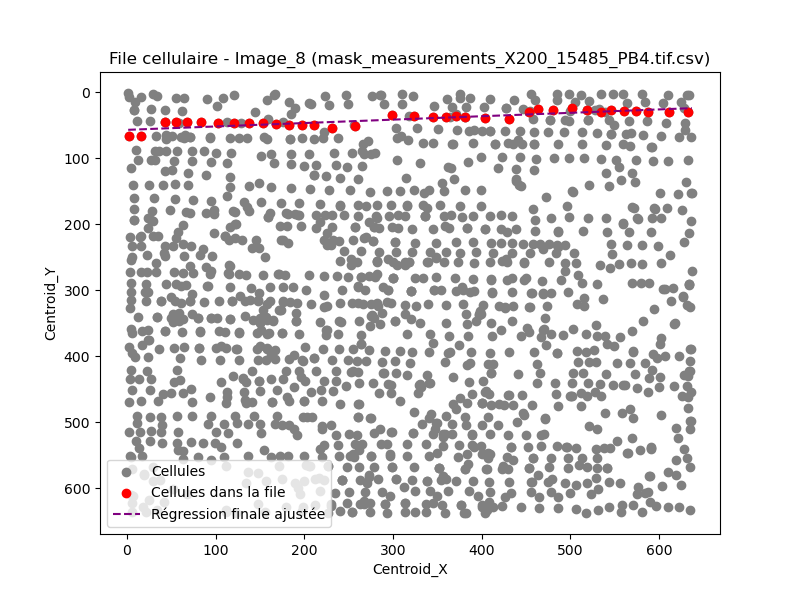 File cellulaire - Image_8 (mask_measurements_X200_15485_PB4.tif.csv)
Centroid_Y
0
100
200
300
400
500
600
Cellules
Cellules dans la file
Régression finale ajustée
0 100 200 300 400 500 600
Centroid_X